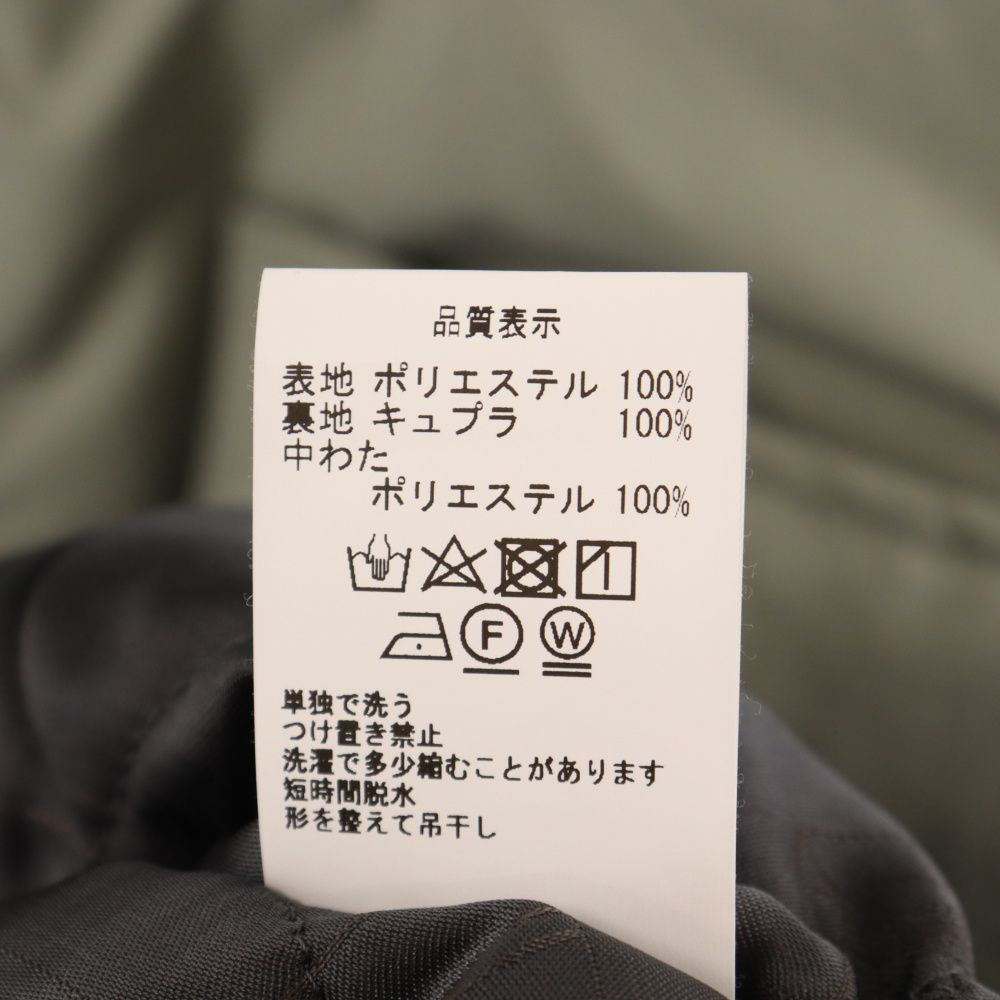 品質表示
表地 ポリエステル 100%
裏地 キュプラ 100%
中わた
ポリエステル 100%
F W
単独で洗う
つけ置き禁止
洗濯で多少縮むことがあります
短時間脱水
形を整えて吊干し